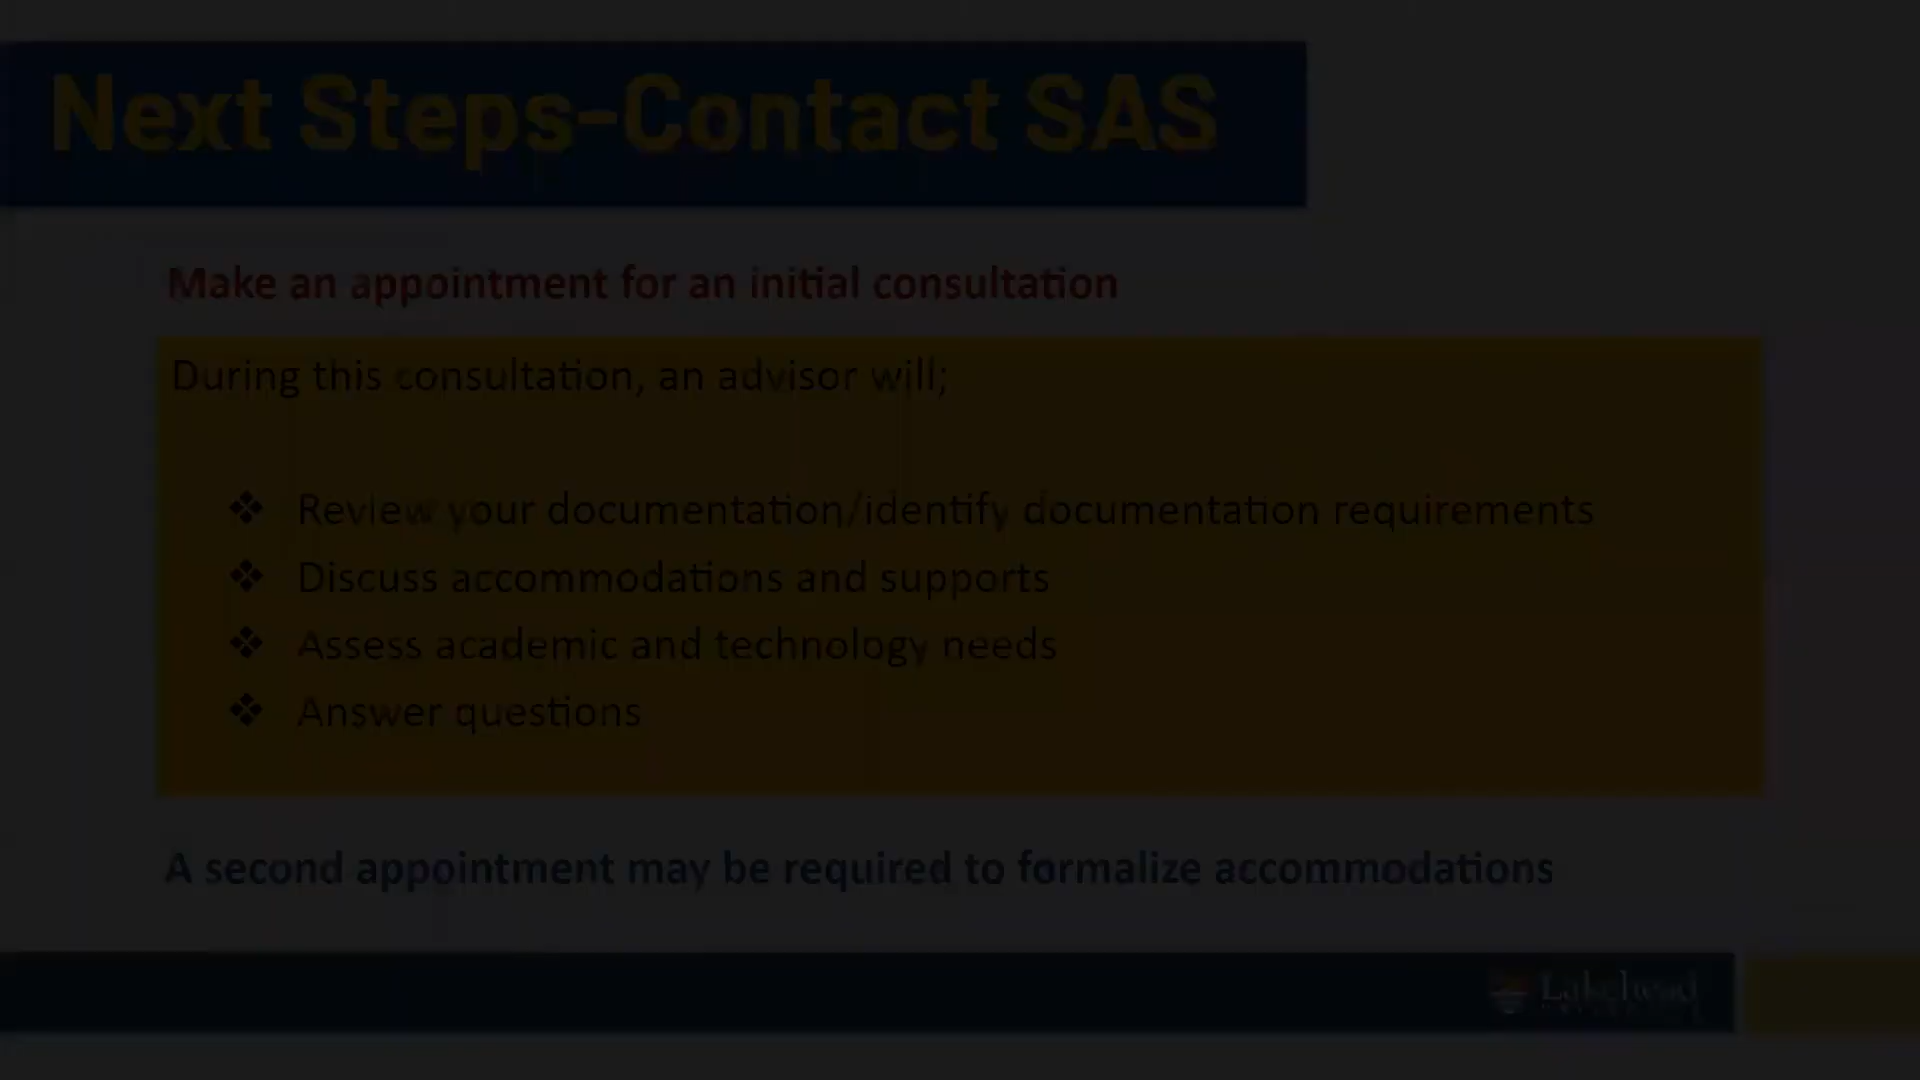 Next Steps-Contact SAS
Make an appointment for an initial consultation
During this consultation, an advisor will;
❖ Review your documentation/identify documentation requirements
❖ Discuss accommodations and supports
❖ Assess academic and technology needs
❖ Answer questions
A second appointment may be required to formalize accommodations
Lakehead